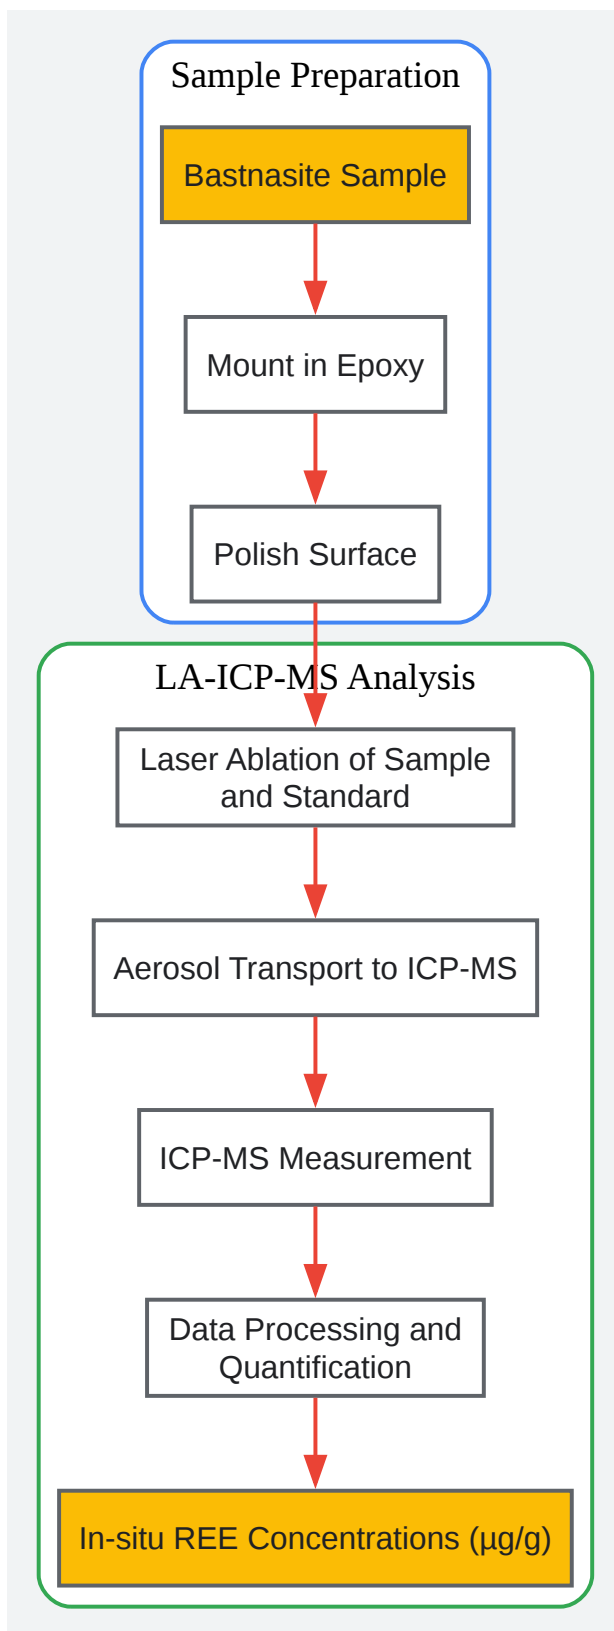 Sample Preparation
Bastnasite Sample
Mount in Epoxy
Polish Surface
LA-ICP-MS Analysis
Laser Ablation of Sample
and Standard
Aerosol Transport to ICP-MS
ICP-MS Measurement
Data Processing and
Quantification
In-situ REE Concentrations (µg/g)